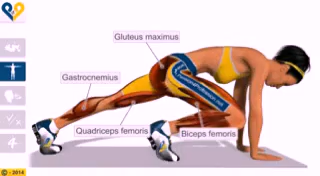 Gluteus maximus
Gastrocnemius
Quadriceps femoris
Biceps femoris
© - 2014